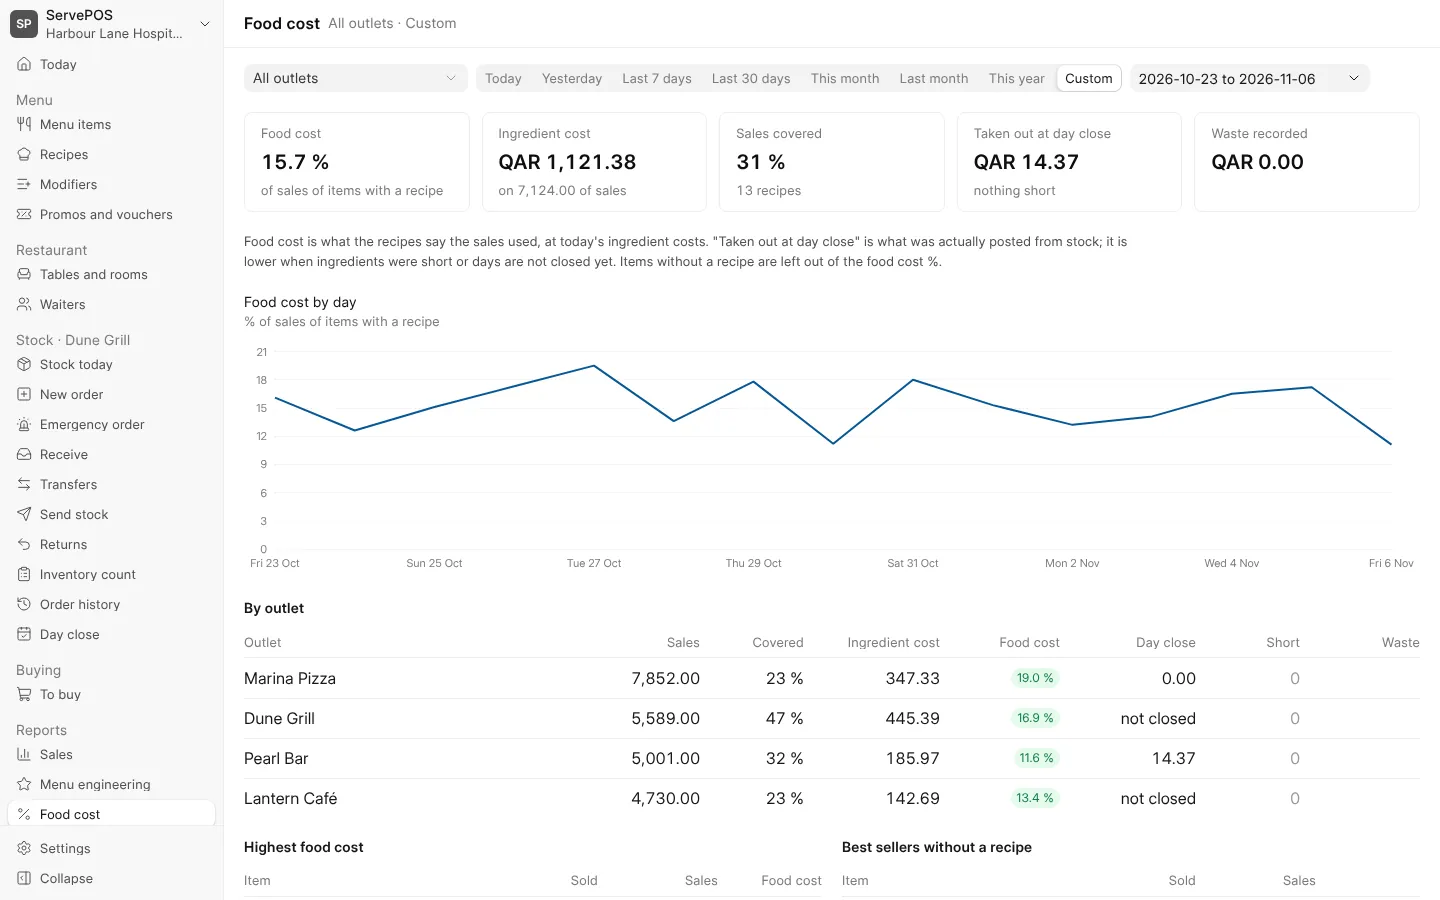 SP
ServePOS
Harbour Lane Hospit...
Today
Menu
Menu items
Recipes
Modifiers
Promos and vouchers
Restaurant
Tables and rooms
Waiters
Stock · Dune Grill
Stock today
New order
Emergency order
Receive
Transfers
Send stock
Returns
Inventory count
Order history
Day close
Buying
To buy
Reports
Sales
Menu engineering
Food cost
Settings
Collapse
Food cost All outlets · Custom
All outlets Today Yesterday Last 7 days Last 30 days This month Last month This year Custom 2026-10-23 to 2026-11-06
Food cost
15.7 %
of sales of items with a recipe
Ingredient cost
QAR 1,121.38
on 7,124.00 of sales
Sales covered
31 %
13 recipes
Taken out at day close
QAR 14.37
nothing short
Waste recorded
QAR 0.00
Food cost is what the recipes say the sales used, at today's ingredient costs. "Taken out at day close" is what was actually posted from stock; it is
lower when ingredients were short or days are not closed yet. Items without a recipe are left out of the food cost %.
Food cost by day
% of sales of items with a recipe
21
18
15
12
9
6
3
0
Fri 23 Oct Sun 25 Oct Tue 27 Oct Thu 29 Oct Sat 31 Oct Mon 2 Nov Wed 4 Nov Fri 6 Nov
By outlet
Outlet Sales Covered Ingredient cost Food cost Day close Short Waste
Marina Pizza 7,852.00 23 % 347.33 19.0 % 0.00 0
Dune Grill 5,589.00 47 % 445.39 16.9 % not closed 0
Pearl Bar 5,001.00 32 % 185.97 11.6 % 14.37 0
Lantern Café 4,730.00 23 % 142.69 13.4 % not closed 0
Highest food cost
Item Sold Sales Food cost
Best sellers without a recipe
Item Sold Sales